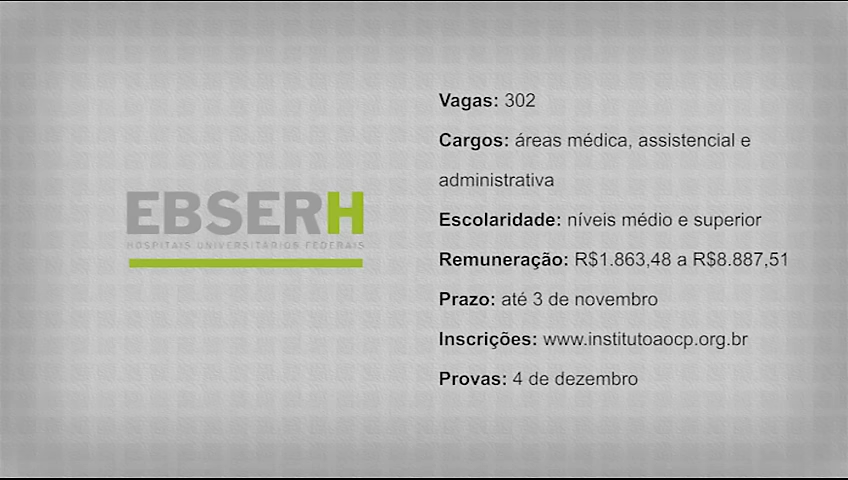 EBSERH
HOSPITAIS UNIVERSITÁRIOS FEDERAIS
Vagas: 302
Cargos: áreas médica, assistencial e
administrativa
Escolaridade: níveis médio e superior
Remuneração: R$1.863,48 a R$8.887,51
Prazo: até 3 de novembro
Inscrições: www.institutoaocp.org.br
Provas: 4 de dezembro